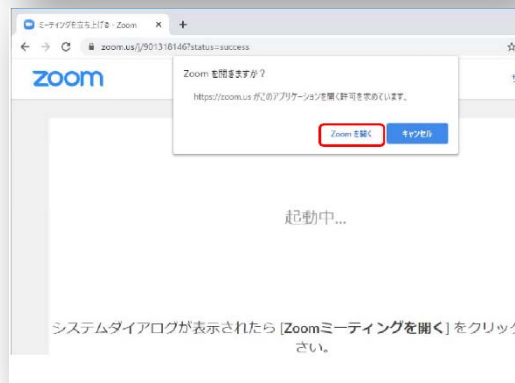 ミーティングを立ち上げる - Zoom
zoom.us/j/901318146?status=success
zoom
Zoom を開きますか？
https://zoom.us がこのアプリケーションを開く許可を求めています。
Zoom を開く
キャンセル
起動中...
システムダイアログが表示されたら [Zoomミーティングを開く] をクリック
さい。